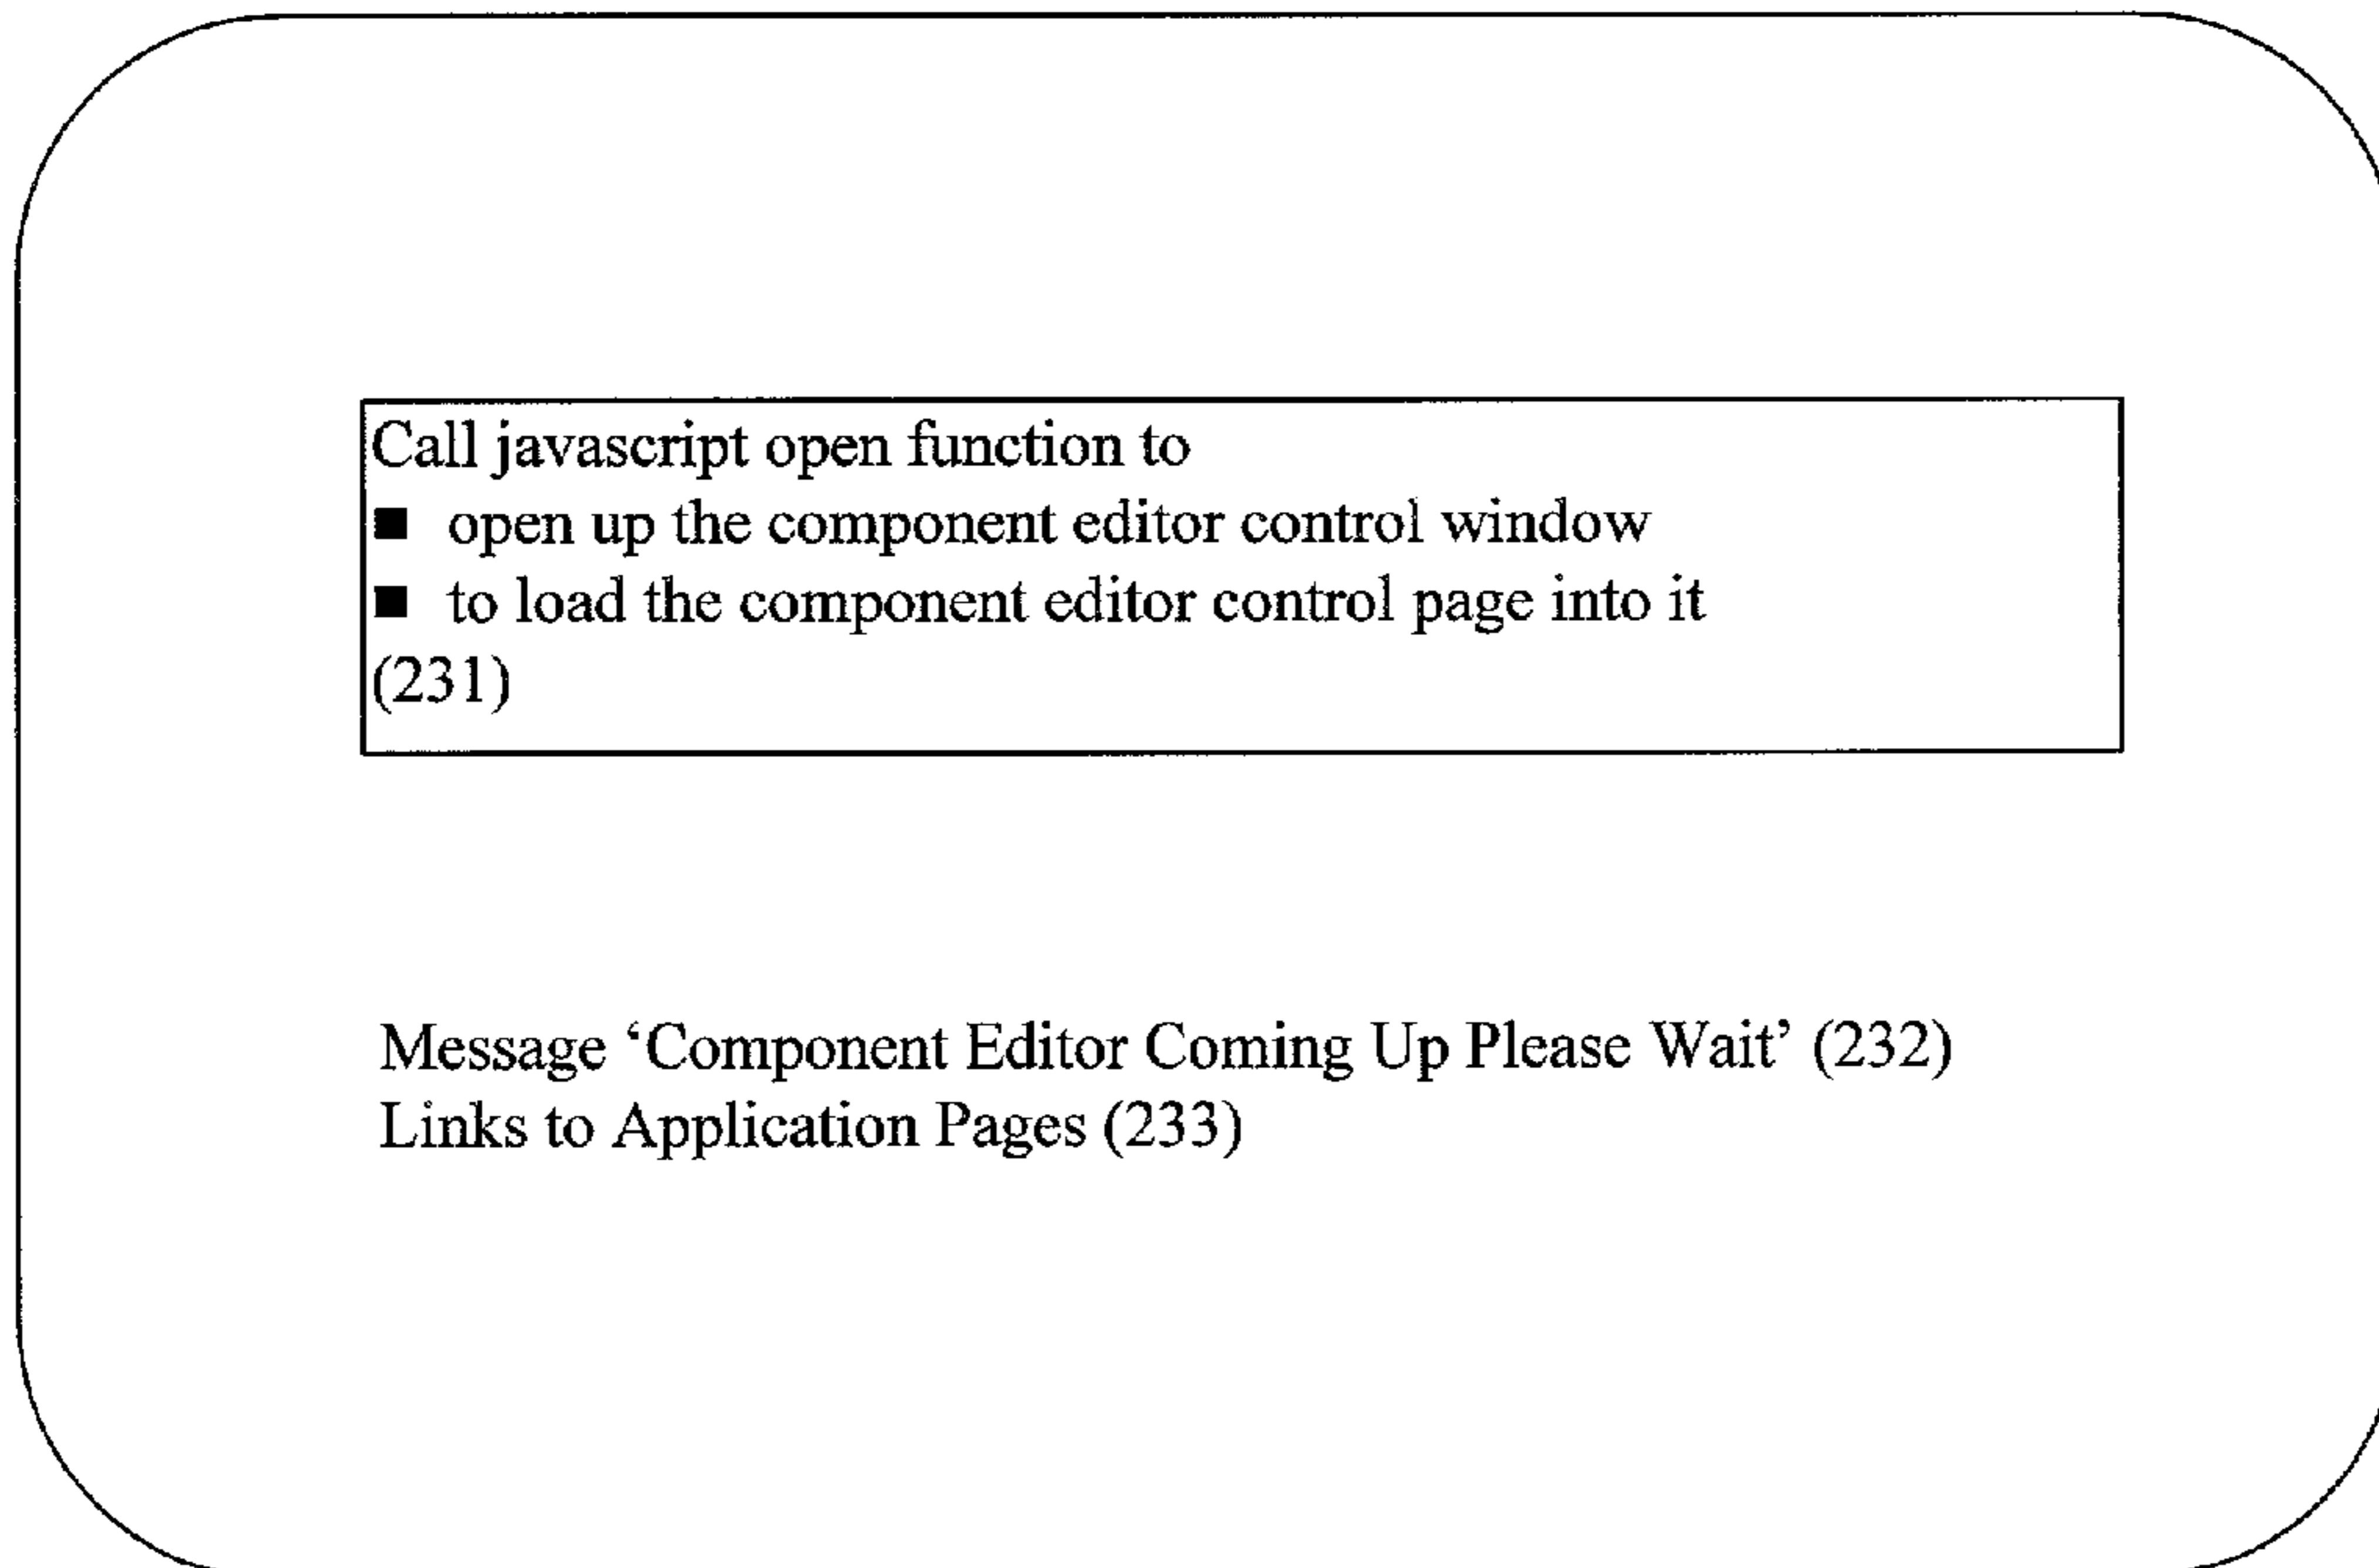 Call javascript open function to
■ open up the component editor control window
■ to load the component editor control page into it
(231)
Message ‘Component Editor Coming Up Please Wait’ (232)
Links to Application Pages (233)